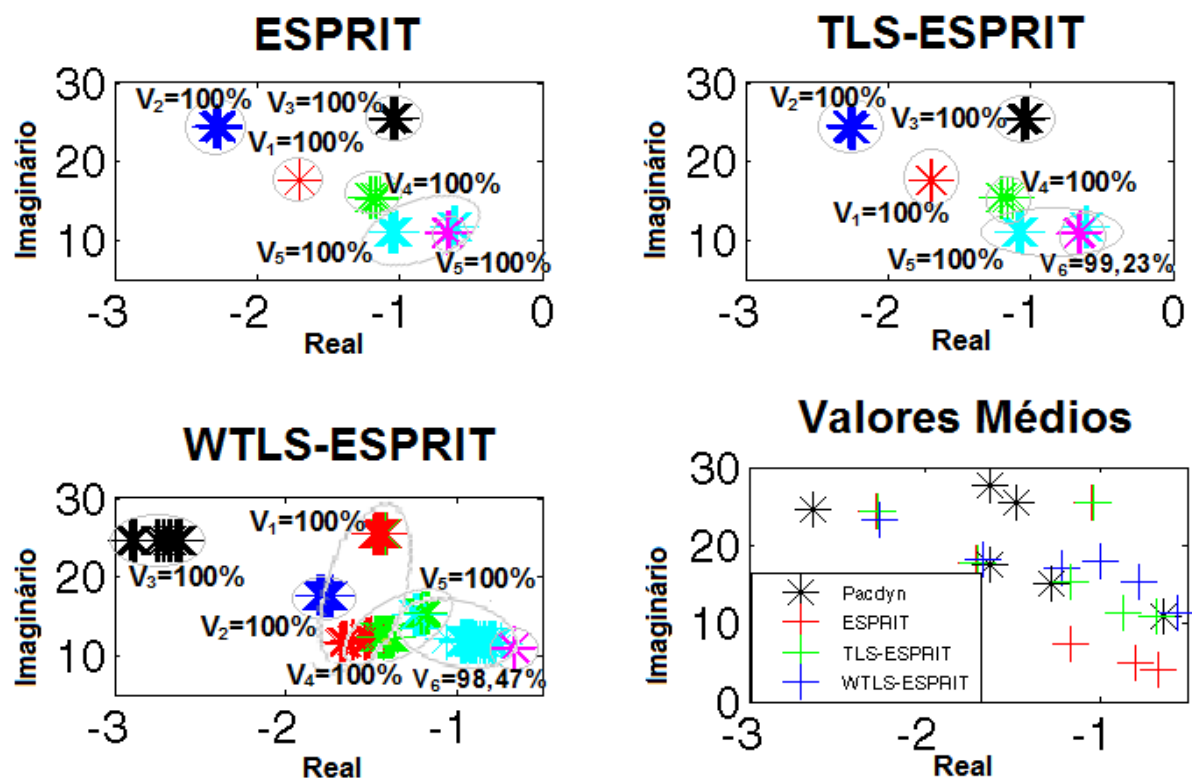 ESPRIT
Imaginário
30
20
10
V2=100%
V3=100%
V1=100%
V4=100%
V5=100%
V5=100%
-3
-2
-1
0
Real
TLS-ESPRIT
Imaginário
30
20
10
V2=100%
V3=100%
V1=100%
V4=100%
V5=100%
V6=99,23%
-3
-2
-1
0
Real
WTLS-ESPRIT
Imaginário
30
20
10
V1=100%
V3=100%
V5=100%
V2=100%
V4=100%
V6=98,47%
-3
-2
-1
Real
Valores Médios
Imaginário
30
20
10
0
Pacdyn
ESPRIT
TLS-ESPRIT
WTLS-ESPRIT
-3
-2
-1
Real